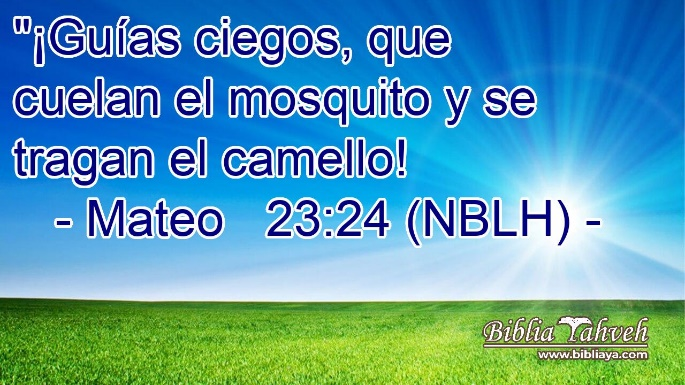 "¡Guías ciegos, que
cuelan el mosquito y se
tragan el camello!
- Mateo 23:24 (NBLH) -
Biblia Yahveh
www.bibliaya.com